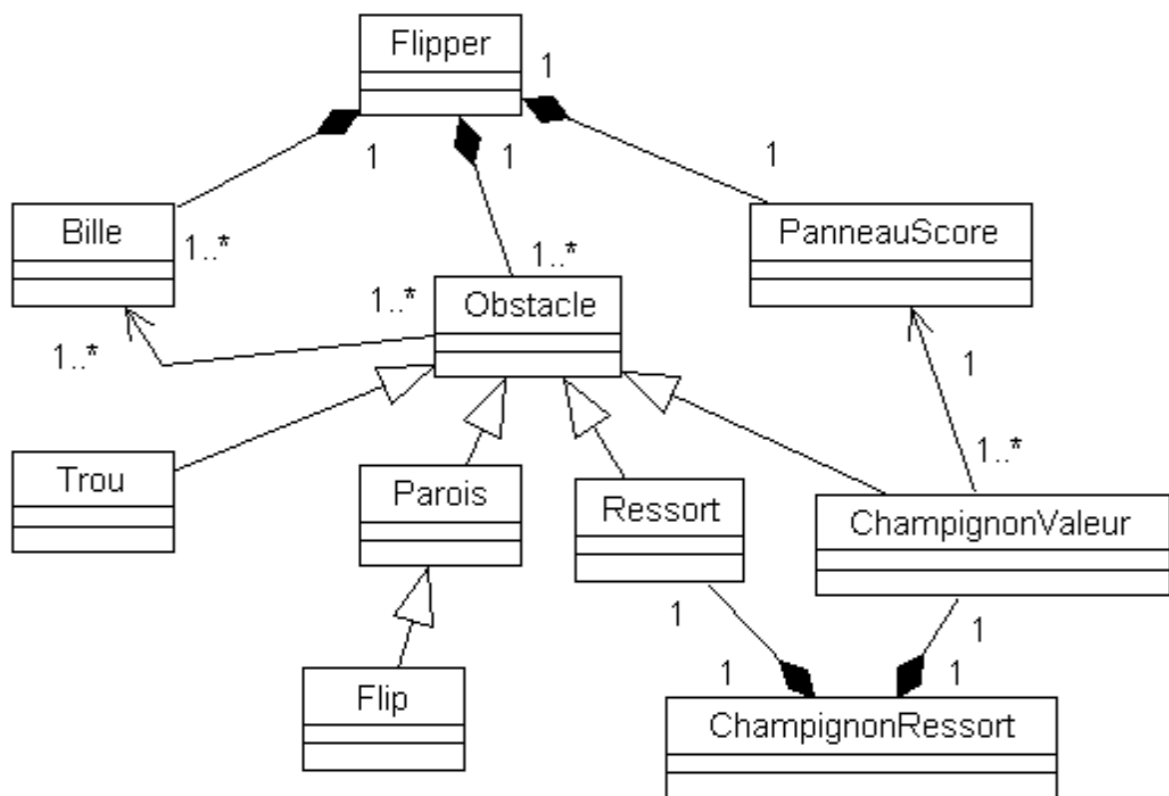 Flipper
1
1
1
1
Bille
1..*
PanneauScore
1..*
1..*
Obstacle
1..*
1
1..*
Trou
Parois
Ressort
ChampignonValeur
1
1
1
1
Flip
ChampignonRessort